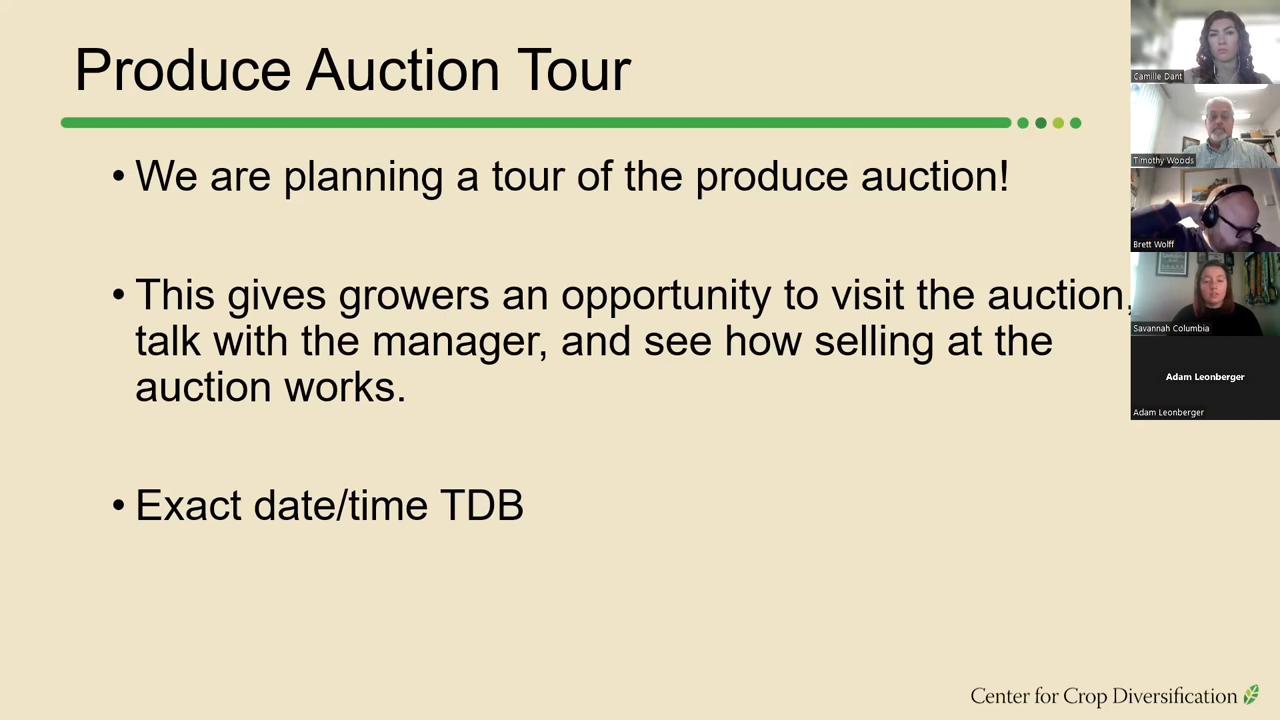 Produce Auction Tour
• We are planning a tour of the produce auction!
• This gives growers an opportunity to visit the auction,
talk with the manager, and see how selling at the
auction works.
• Exact date/time TDB
Center for Crop Diversification
Camille Dant
Timothy Woods
Brett Wolff
Savannah Columbia
Adam Leonberger
Adam Leonberger